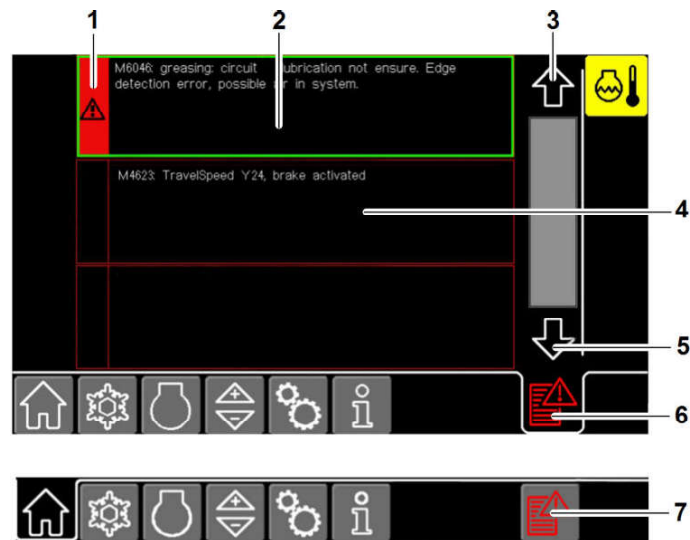 1
2
3
M6046: greasing: circuit ubrication not ensure. Edge
detection error, possible r in system.
M4623: TravelSpeed Y24, brake activated
4
5
6
7